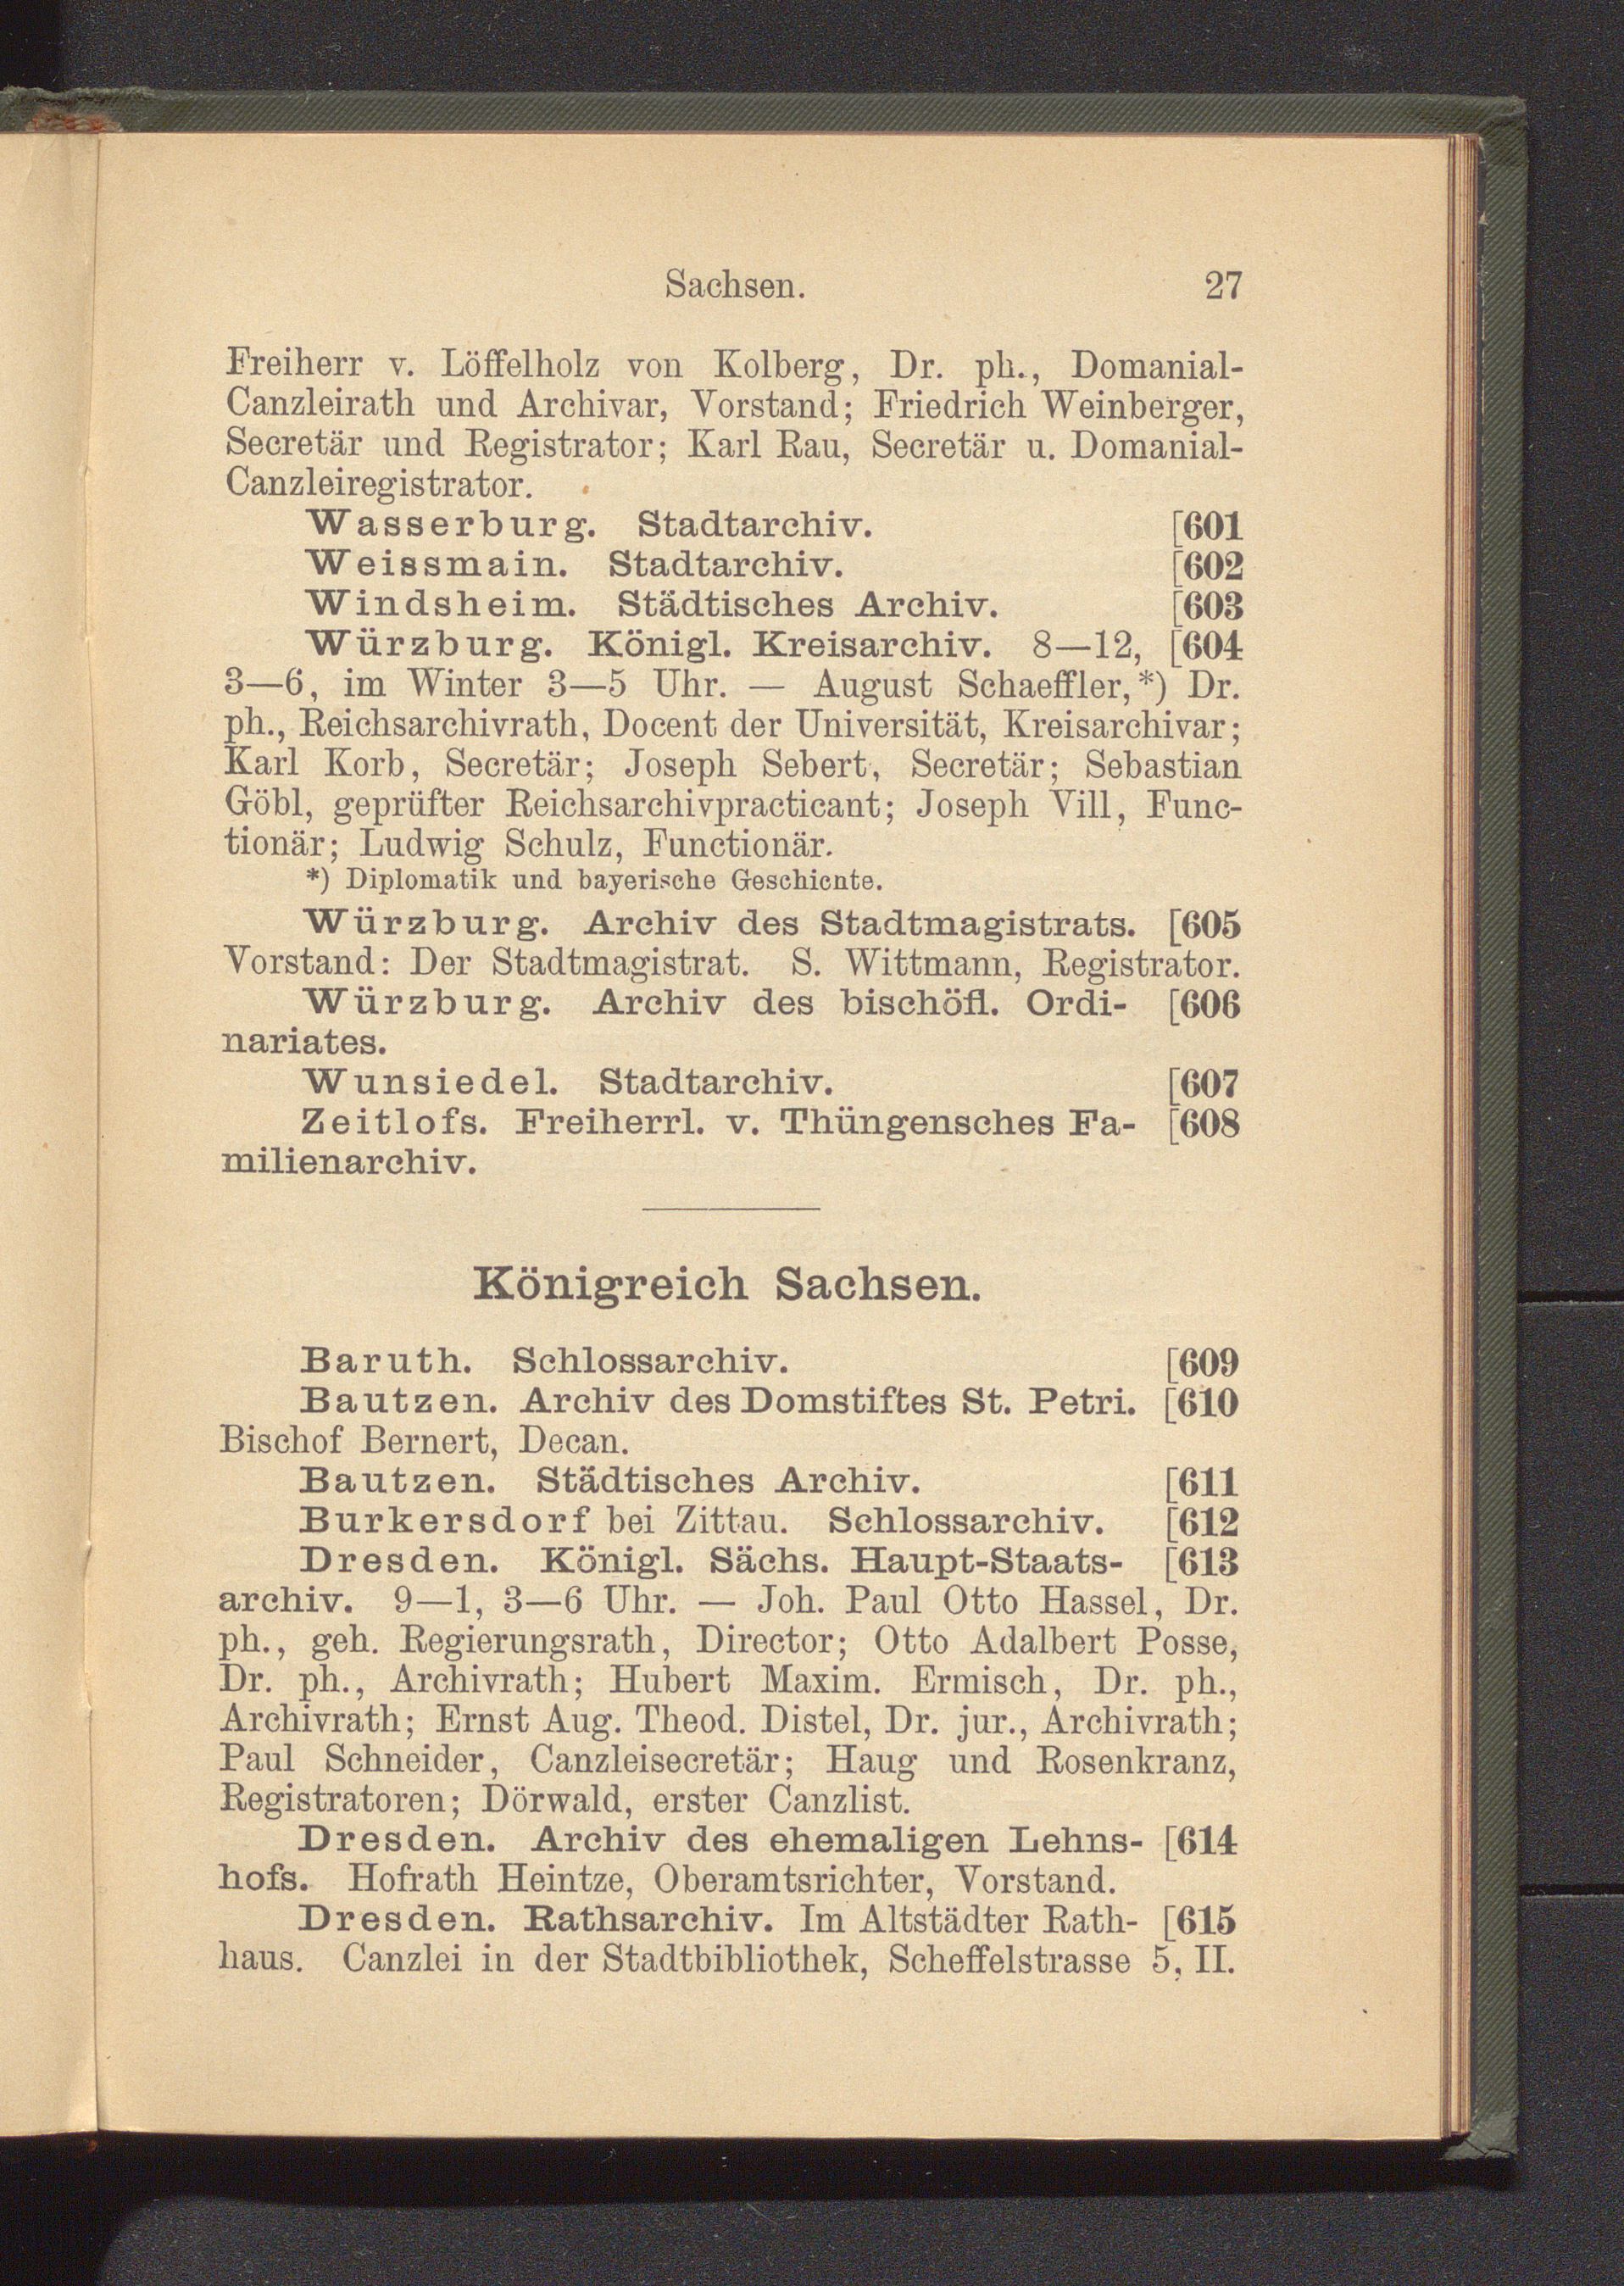 Sachsen. 27
Freiherr v. Löffelholz von Kolberg, Dr. ph., Domanial-
Canzleirath und Archivar, Vorstand; Friedrich Weinberger,
Secretär und Registrator; Karl Rau, Secretär u. Domanial-
Canzleiregistrator.
Wasserburg. Stadtarchiv. [601
Weissmain. Stadtarchiv. [602
Windsheim. Städtisches Archiv. [603
Würzburg. Königl. Kreisarchiv. 8—12, [604
3—6, im Winter 3—5 Uhr. — August Schaeffler,*) Dr.
ph., Reichsarchivrath, Docent der Universität, Kreisarchivar;
Karl Korb, Secretär; Joseph Sebert, Secretär; Sebastian
Göbl, geprüfter Reichsarchivpracticant; Joseph Vill, Func-
tionär; Ludwig Schulz, Functionär.
*) Diplomatik und bayerische Geschicnte.
Würzburg. Archiv des Stadtmagistrats. [605
Vorstand: Der Stadtmagistrat. S. Wittmann, Registrator.
Würzburg. Archiv des bischöfl. Ordi- [606
nariates.
Wunsiedel. Stadtarchiv. [607
Zeitlofs. Freiherrl. v. Thüngensches Fa- [608
milienarchiv.
Königreich Sachsen.
Baruth. Schlossarchiv. [609
Bautzen. Archiv des Domstiftes St. Petri. [610
Bischof Bernert, Decan.
Bautzen. Städtisches Archiv. [611
Burkersdorf bei Zittau. Schlossarchiv. [612
Dresden. Königl. Sächs. Haupt-Staats- [613
archiv. 9—1, 3—6 Uhr. — Joh. Paul Otto Hassel, Dr.
ph., geh. Regierungsrath, Director; Otto Adalbert Posse,
Dr. ph., Archivrath; Hubert Maxim. Ermisch, Dr. ph.,
Archivrath; Ernst Aug. Theod. Distel, Dr. jur., Archivrath;
Paul Schneider, Canzleisecretär; Haug und Rosenkranz,
Registratoren; Dörwald, erster Canzlist.
Dresden. Archiv des ehemaligen Lehns- [614
hofs. Hofrath Heintze, Oberamtsrichter, Vorstand.
Dresden. Rathsarchiv. Im Altstädter Rath- [615
haus. Canzlei in der Stadtbibliothek, Scheffelstrasse 5, II.